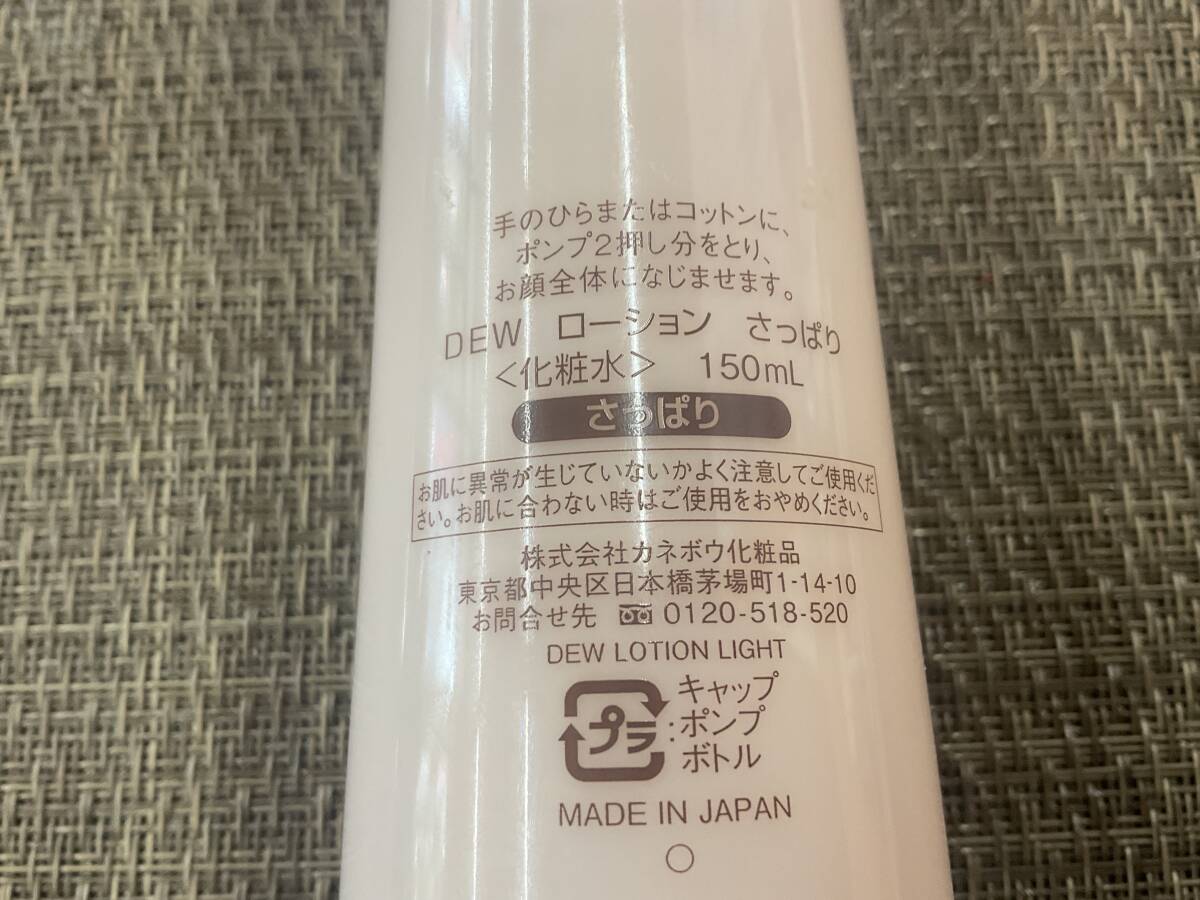 手のひらまたはコットンに、
ポンプ2押し分をとり、
お顔全体になじませます。
DEW ローション さっぱり
<化粧水> 150mL
さっぱり
お肌に異常が生じていないかよく注意してご使用くだ
さい。お肌に合わない時はご使用をおやめください。
株式会社カネボウ化粧品
東京都中央区日本橋茅場町1-14-10
お問合せ先 0120-518-520
DEW LOTION LIGHT
プラ
:
キャップ
ポンプ
ボトル
MADE IN JAPAN